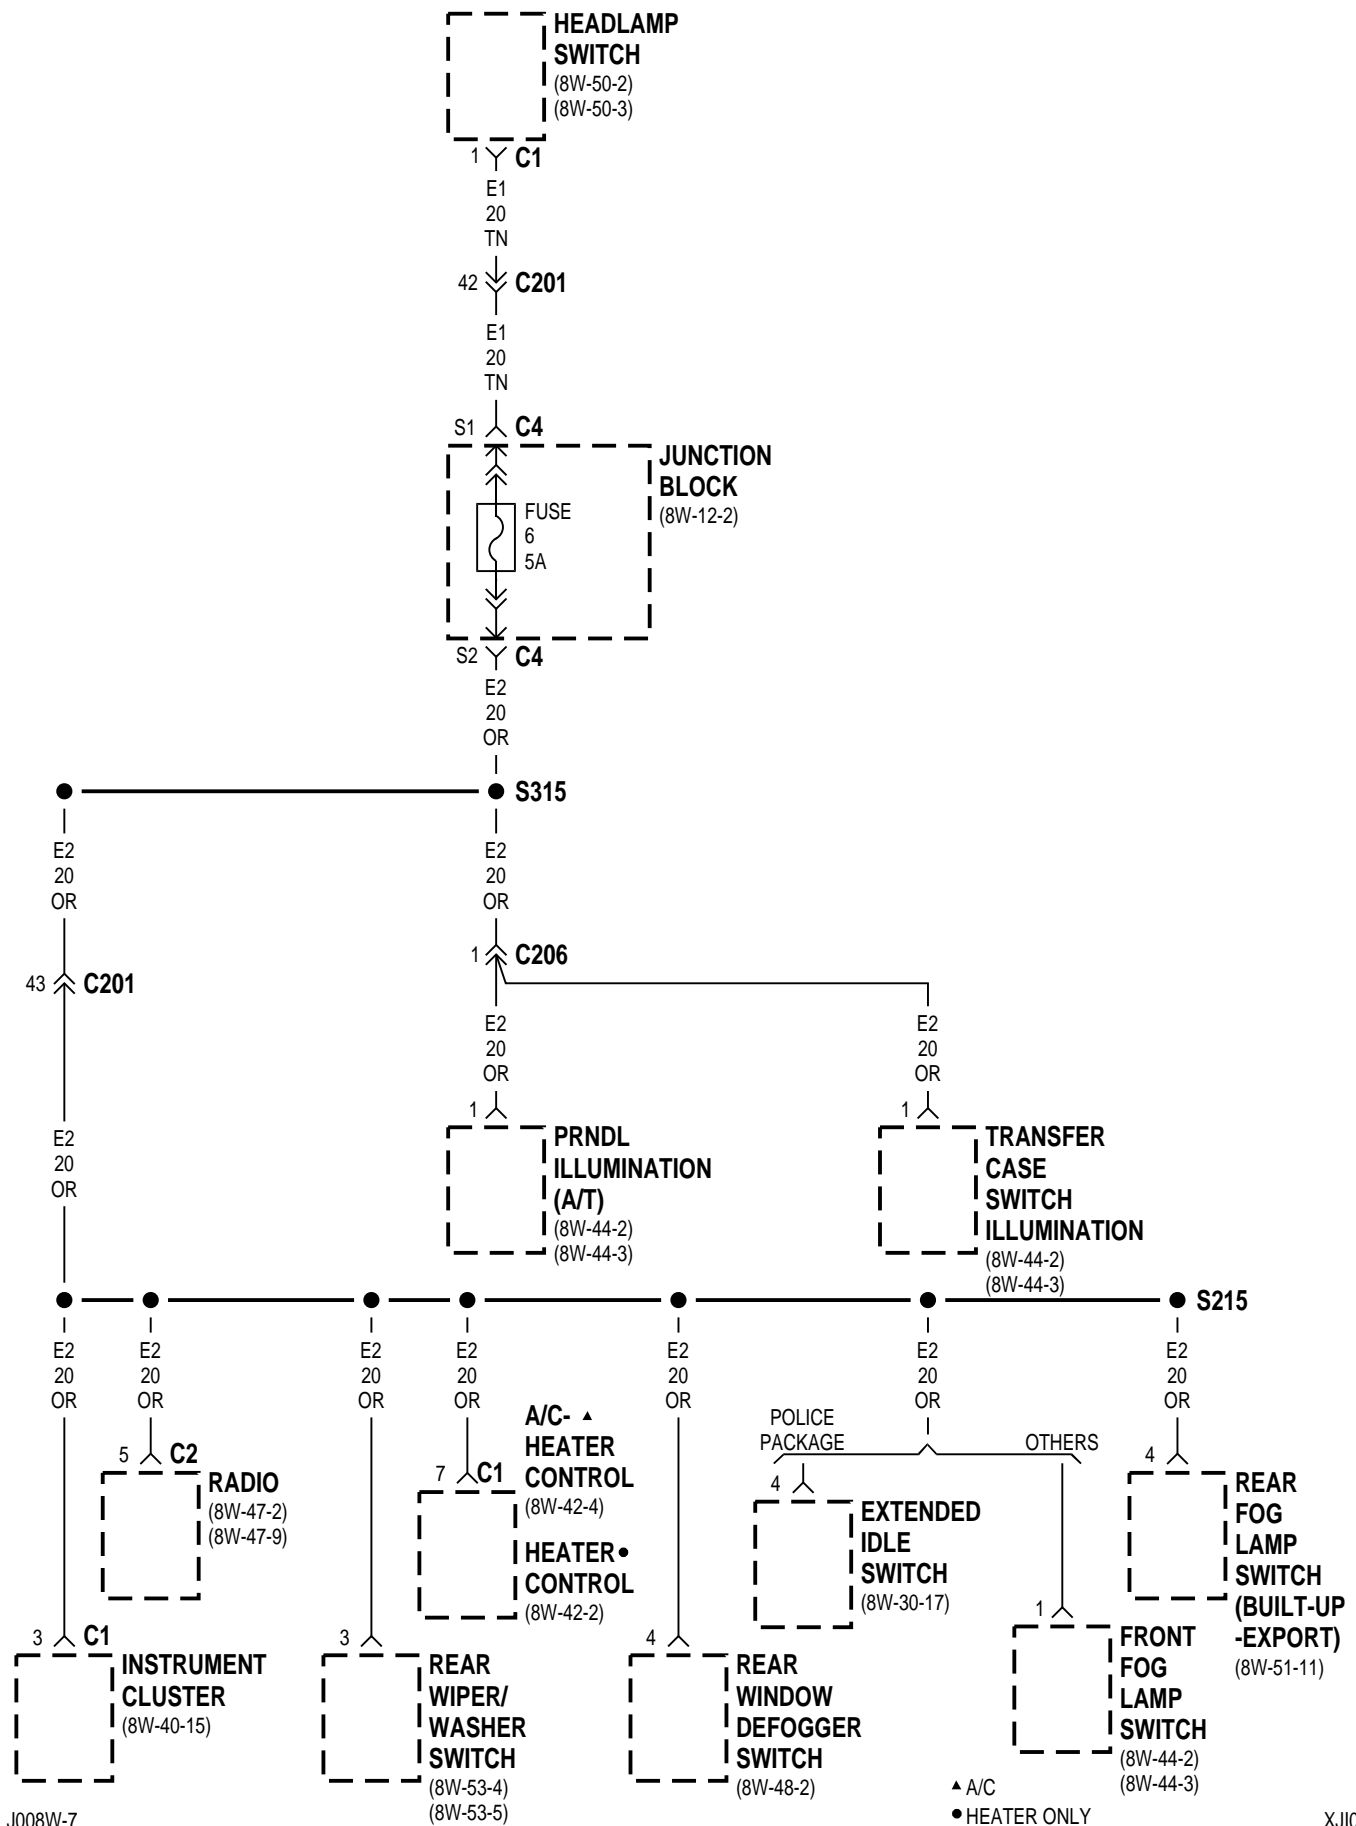 HEADLAMP
SWITCH
(8W-50-2)
(8W-50-3)
1 C1
E1
20
TN
42 C201
E1
20
TN
S1 C4
JUNCTION
BLOCK
(8W-12-2)
FUSE
6
5A
S2 C4
E2
20
OR
S315
E2
20
OR
E2
20
OR
1 C206
43 C201
E2
20
OR
E2
20
OR
1
PRNDL
ILLUMINATION
(A/T)
(8W-44-2)
(8W-44-3)
1
TRANSFER
CASE
SWITCH
ILLUMINATION
(8W-44-2)
(8W-44-3)
E2
20
OR
S215
E2
20
OR
E2
20
OR
E2
20
OR
E2
20
OR
E2
20
OR
E2
20
OR
E2
20
OR
5 C2
RADIO
(8W-47-2)
(8W-47-9)
7 C1
A/C- ▲
HEATER
CONTROL
(8W-42-4)
HEATER ●
CONTROL
(8W-42-2)
POLICE
PACKAGE
OTHERS
4
EXTENDED
IDLE
SWITCH
(8W-30-17)
4
REAR
FOG
LAMP
SWITCH
(BUILT-UP
-EXPORT)
(8W-51-11)
3 C1
INSTRUMENT
CLUSTER
(8W-40-15)
3
REAR
WIPER/
WASHER
SWITCH
(8W-53-4)
(8W-53-5)
4
REAR
WINDOW
DEFOGGER
SWITCH
(8W-48-2)
1
FRONT
FOG
LAMP
SWITCH
(8W-44-2)
(8W-44-3)
▲ A/C
● HEATER ONLY
J008W-7